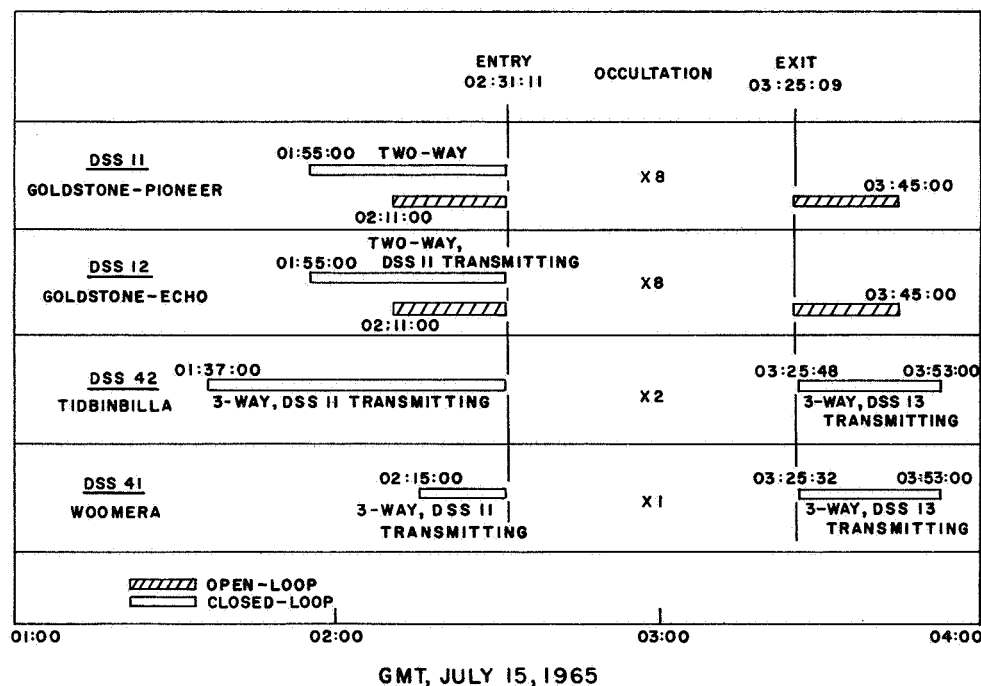 ENTRY
02:31:11
OCCULTATION
EXIT
03:25:09
DSS 11
GOLDSTONE-PIONEER
01:55:00 TWO-WAY
02:11:00
X8
03:45:00
DSS 12
GOLDSTONE-ECHO
TWO-WAY,
01:55:00 DSS 11 TRANSMITTING
02:11:00
X8
03:45:00
DSS 42
TIDBINBILLA
01:37:00
3-WAY, DSS 11 TRANSMITTING
X2
03:25:48 03:53:00
3-WAY, DSS 13
TRANSMITTING
DSS 41
WOOMERA
02:15:00
3-WAY, DSS 11
TRANSMITTING
X1
03:25:32 03:53:00
3-WAY, DSS 13
TRANSMITTING
OPEN-LOOP
CLOSED-LOOP
01:00 02:00 03:00 04:00
GMT, JULY 15, 1965